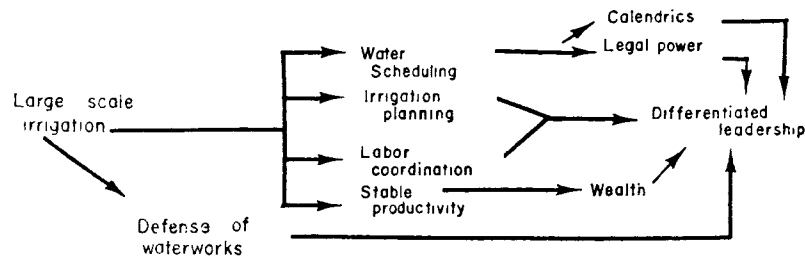 Large scale
irrigation
Water
Scheduling
Irrigation
planning
Labor
coordination
Stable
productivity
Defense of
waterworks
Calendrics
Legal power
Differentiated
leadership
Wealth